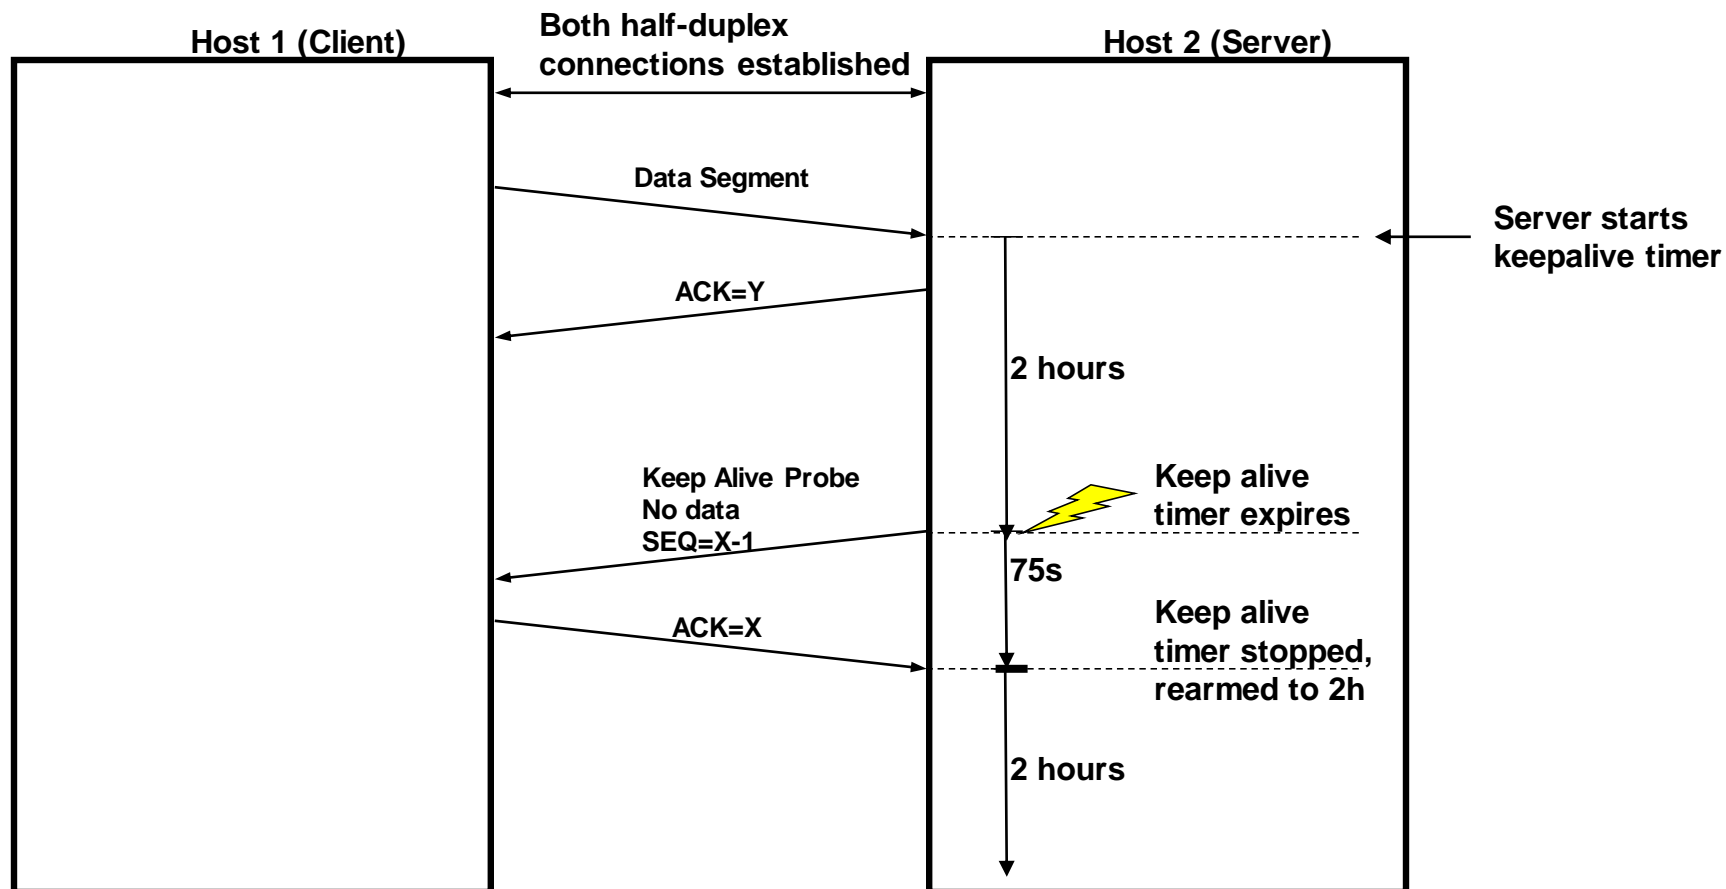 Host 1 (Client)
Both half-duplex
connections established
Host 2 (Server)
Data Segment
Server starts
keepalive timer
ACK=Y
2 hours
Keep Alive Probe
No data
SEQ=X-1
Keep alive
timer expires
75s
ACK=X
Keep alive
timer stopped,
rearmed to 2h
2 hours